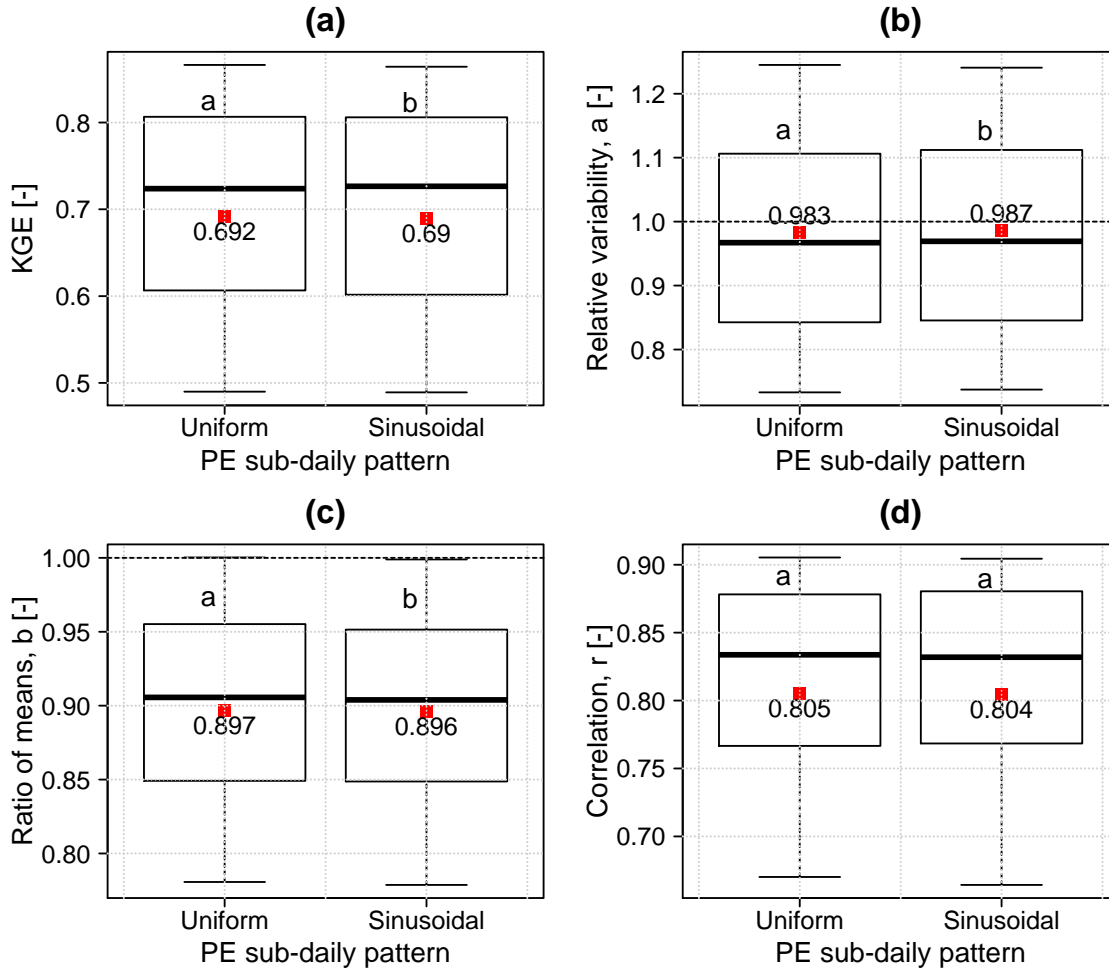 (a)
KGE [-]
0.8
0.7
0.6
0.5
a
b
0.692
0.69
Uniform
Sinusoidal
PE sub-daily pattern
(b)
Relative variability, a [-]
1.2
1.1
1.0
0.9
0.8
a
b
0.983
0.987
Uniform
Sinusoidal
PE sub-daily pattern
(c)
Ratio of means, b [-]
1.00
0.95
0.90
0.85
0.80
a
b
0.897
0.896
Uniform
Sinusoidal
PE sub-daily pattern
(d)
Correlation, r [-]
0.90
0.85
0.80
0.75
0.70
a
a
0.805
0.804
Uniform
Sinusoidal
PE sub-daily pattern